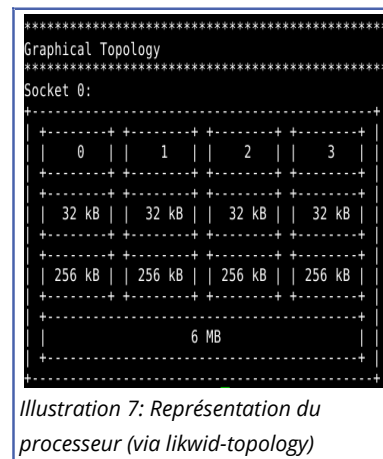 ********************************************
Graphical Topology
********************************************
Socket 0:
+-------------------------------------------+
| +--------+ +--------+ +--------+ +--------+ |
| |    0   | |    1   | |    2   | |    3   | |
| +--------+ +--------+ +--------+ +--------+ |
| +--------+ +--------+ +--------+ +--------+ |
| |  32 kB | |  32 kB | |  32 kB | |  32 kB | |
| +--------+ +--------+ +--------+ +--------+ |
| +--------+ +--------+ +--------+ +--------+ |
| | 256 kB | | 256 kB | | 256 kB | | 256 kB | |
| +--------+ +--------+ +--------+ +--------+ |
| +-----------------------------------------+ |
| |                   6 MB                  | |
| +-----------------------------------------+ |
+-------------------------------------------+
Illustration 7: Représentation du
processeur (via likwid-topology)